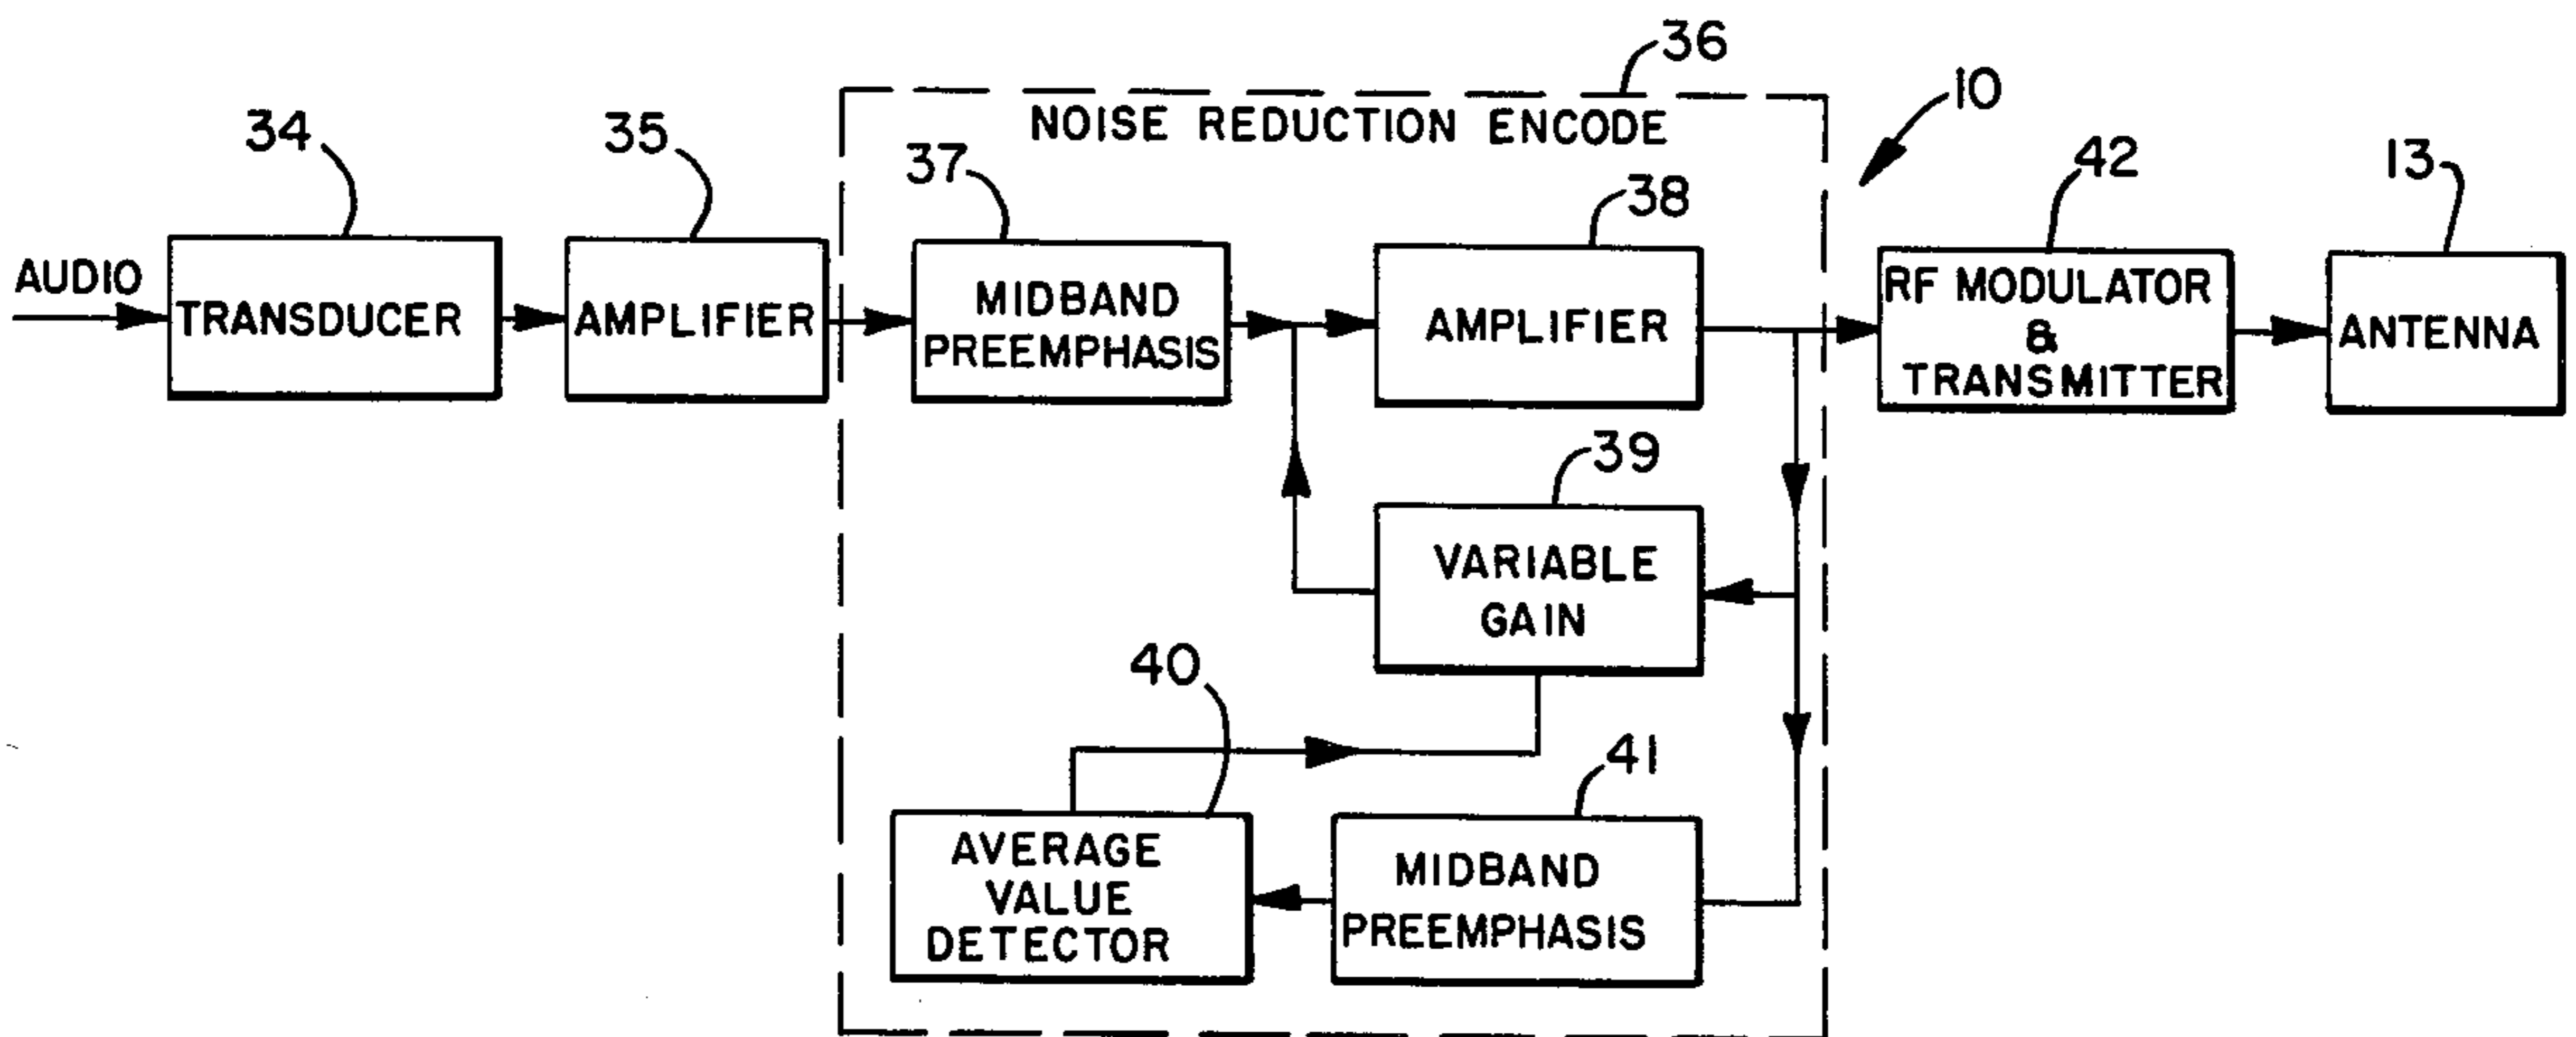 36
NOISE REDUCTION ENCODE
10
34
35
37
38
42
13
AUDIO
TRANSDUCER
AMPLIFIER
MIDBAND
PREEMPHASIS
AMPLIFIER
RF MODULATOR
&
TRANSMITTER
ANTENNA
39
VARIABLE
GAIN
40
41
AVERAGE
VALUE
DETECTOR
MIDBAND
PREEMPHASIS